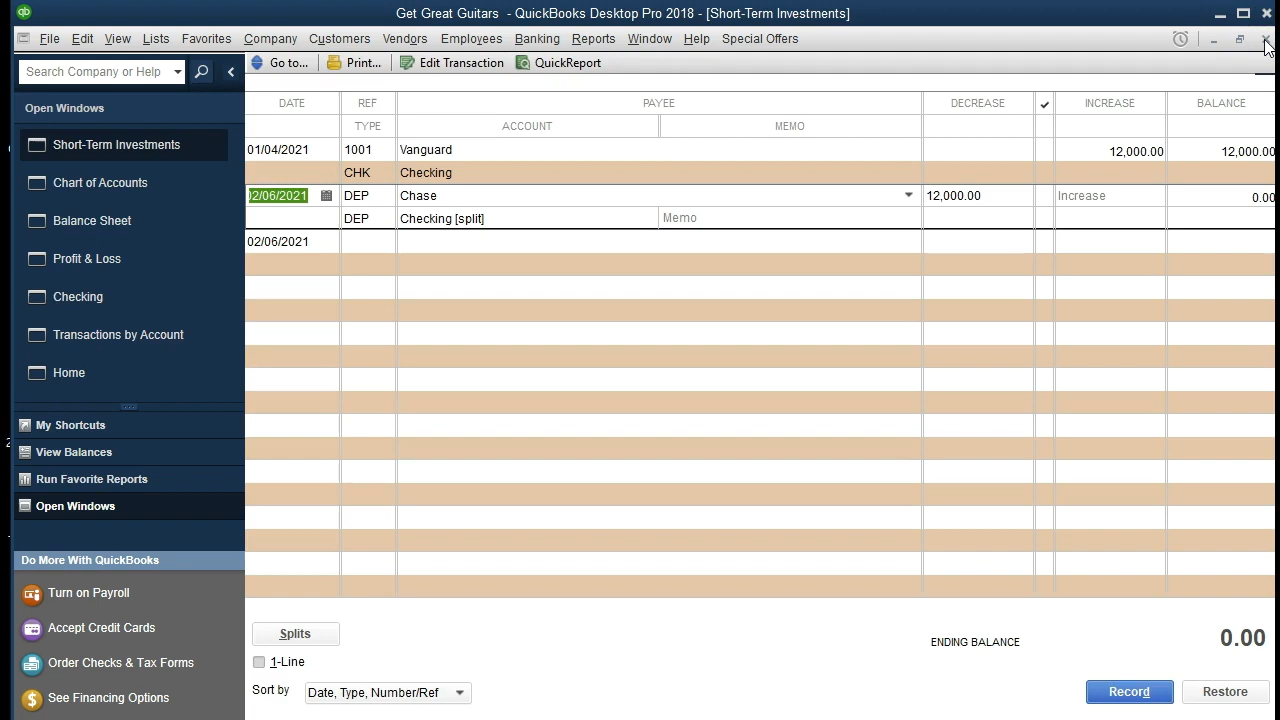 qb Get Great Guitars - QuickBooks Desktop Pro 2018 - [Short-Term Investments]
File Edit View Lists Favorites Company Customers Vendors Employees Banking Reports Window Help Special Offers
Search Company or Help
Go to... Print... Edit Transaction QuickReport
Open Windows
Short-Term Investments
Chart of Accounts
Balance Sheet
Profit & Loss
Checking
Transactions by Account
Home
My Shortcuts
View Balances
Run Favorite Reports
Open Windows
Do More With QuickBooks
Turn on Payroll
Accept Credit Cards
Order Checks & Tax Forms
See Financing Options
DATE REF PAYEE DECREASE ✓ INCREASE BALANCE
TYPE ACCOUNT MEMO
01/04/2021 1001 Vanguard 12,000.00 12,000.00
CHK Checking
02/06/2021 DEP Chase 12,000.00 Increase 0.00
DEP Checking [split] Memo
02/06/2021
Splits
ENDING BALANCE 0.00
1-Line
Sort by Date, Type, Number/Ref
Record Restore